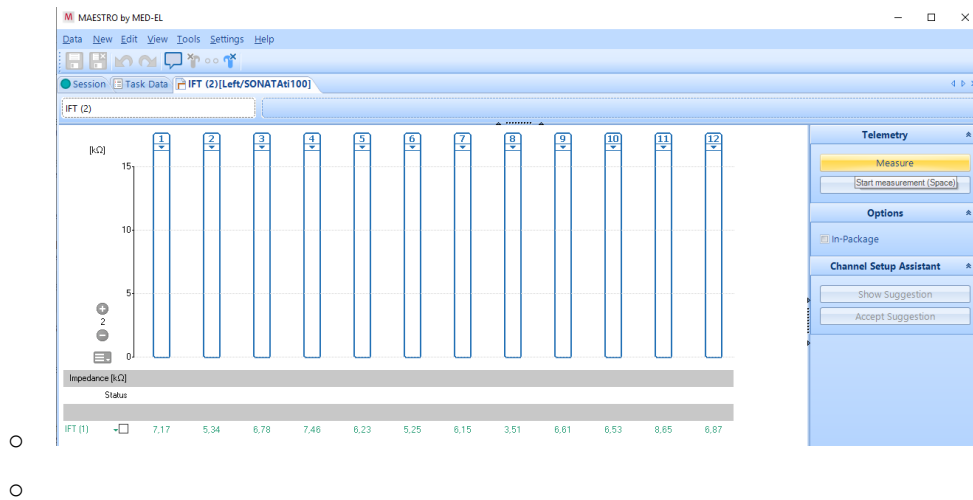 M MAESTRO by MED-EL
Data New Edit View Tools Settings Help
Session Task Data IFT (2)[Left/SONATAti100]
IFT (2)
[kΩ] 1 2 3 4 5 6 7 8 9 10 11 12
15
10
5
2
0
Impedance [kΩ]
Status
IFT (1) 7,17 5,34 6,78 7,46 6,23 5,25 6,15 3,51 6,61 6,53 8,65 6,87
Telemetry
Measure
Start measurement (Space)
Options
In-Package
Channel Setup Assistant
Show Suggestion
Accept Suggestion